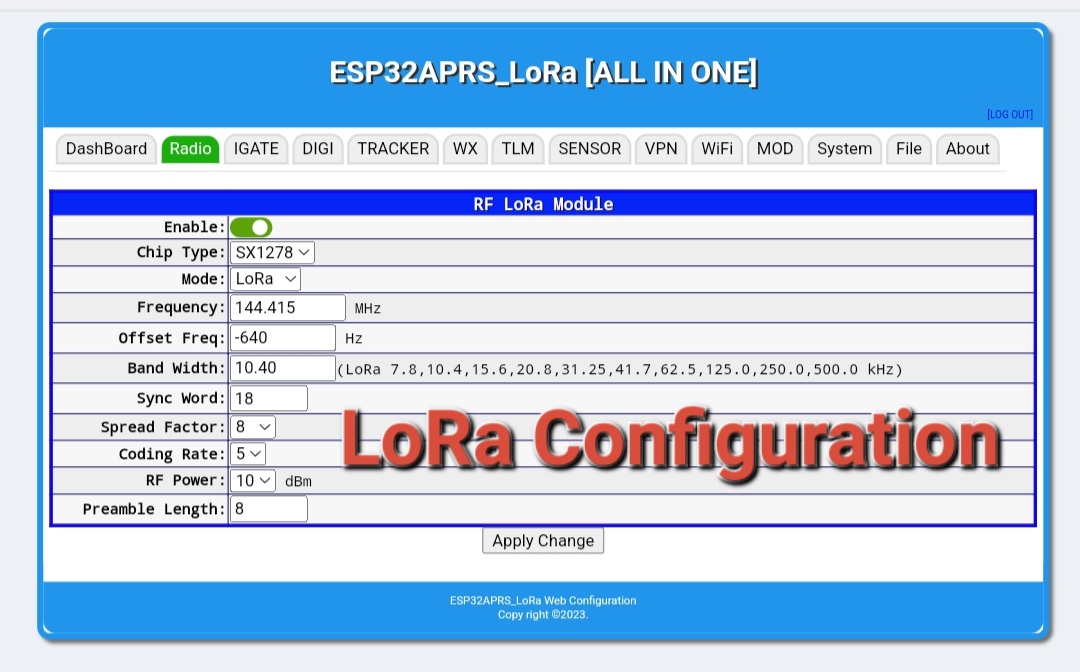 ESP32APRS_LoRa [ALL IN ONE]
[LOG OUT]
DashBoard Radio IGATE DIGI TRACKER WX TLM SENSOR VPN WiFi MOD System File About
RF LoRa Module
Enable:
Chip Type: SX1278
Mode: LoRa
Frequency: 144.415 MHz
Offset Freq: -640 Hz
Band Width: 10.40 (LoRa 7.8,10.4,15.6,20.8,31.25,41.7,62.5,125.0,250.0,500.0 kHz)
Sync Word: 18
Spread Factor: 8
LoRa Configuration
Coding Rate: 5
RF Power: 10 dBm
Preamble Length: 8
Apply Change
ESP32APRS_LoRa Web Configuration
Copy right ©2023.